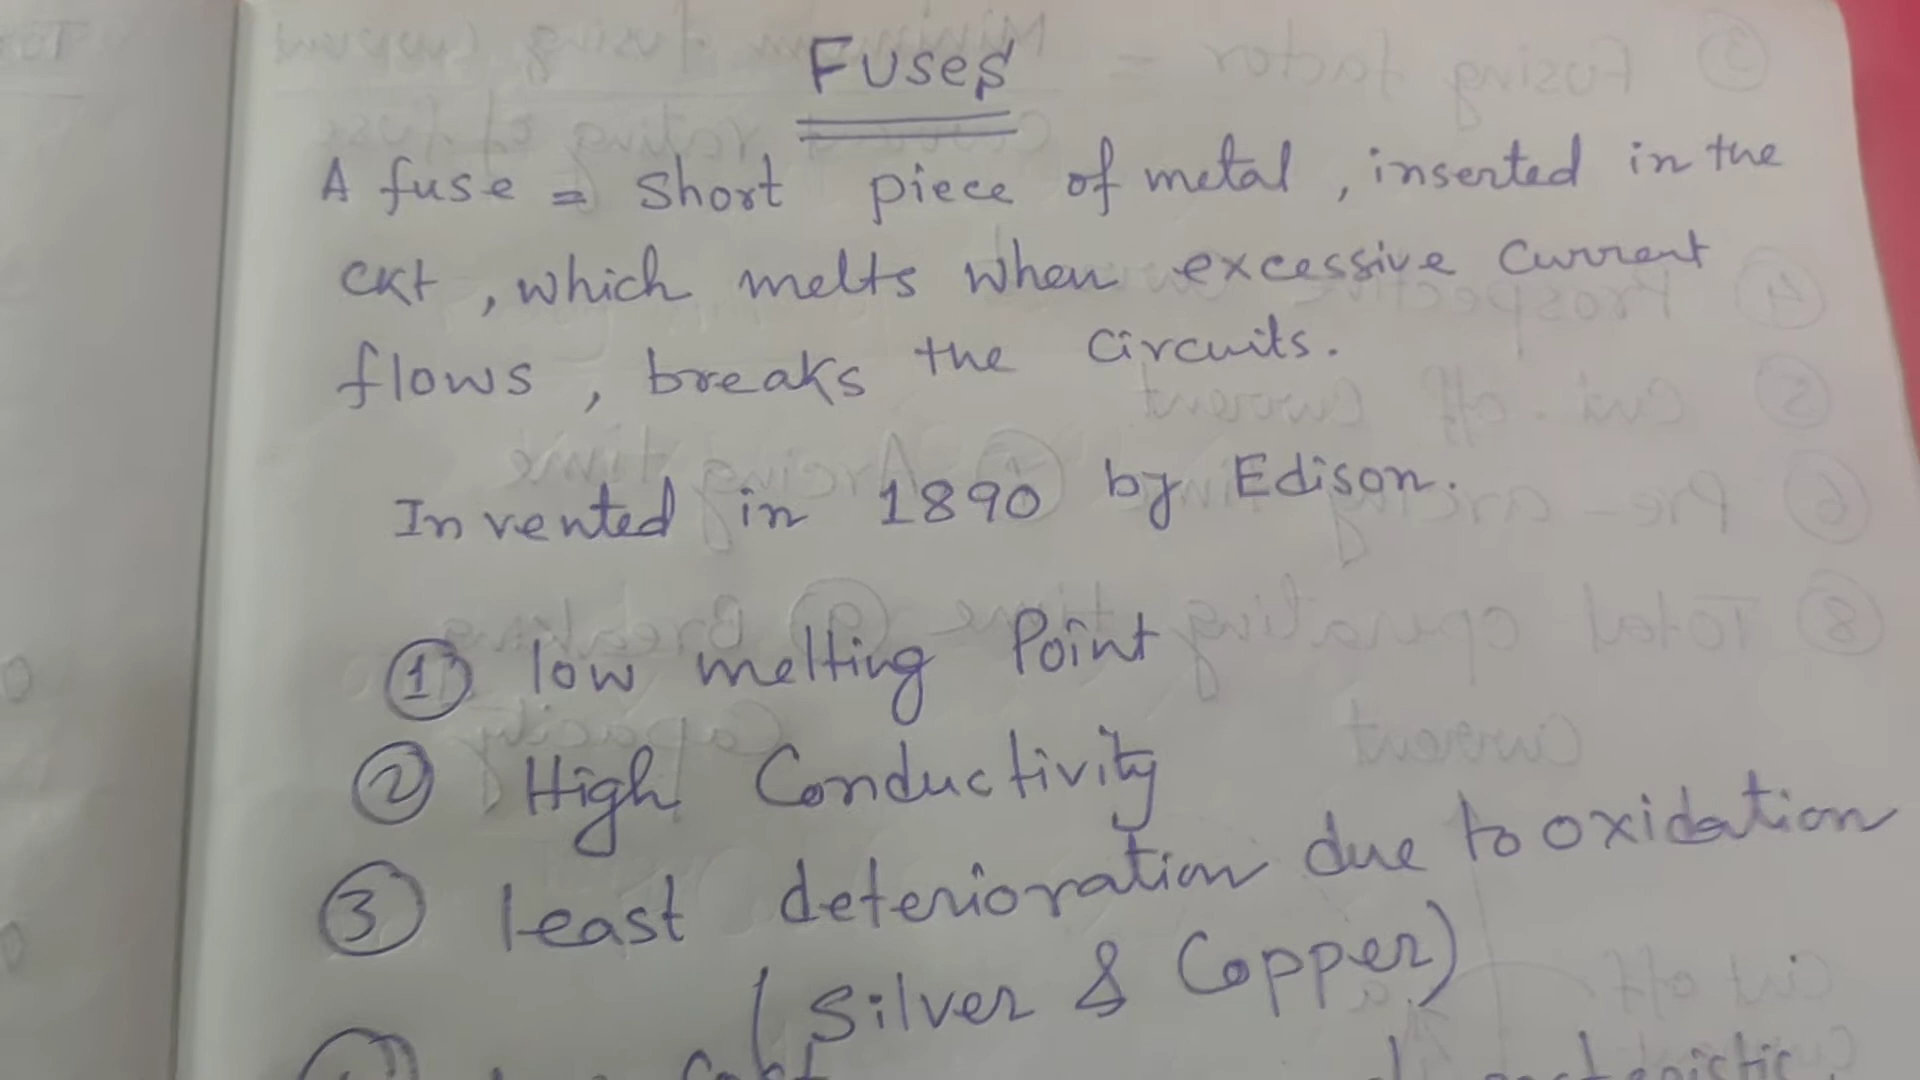 Fuses
A fuse = Short piece of metal, inserted in the
ckt, which melts when excessive current
flows, breaks the Circuits.
Invented in 1890 by Edison.
① low melting Point
② High Conductivity
③ least deterioration due to oxidation
(Silver & Copper)